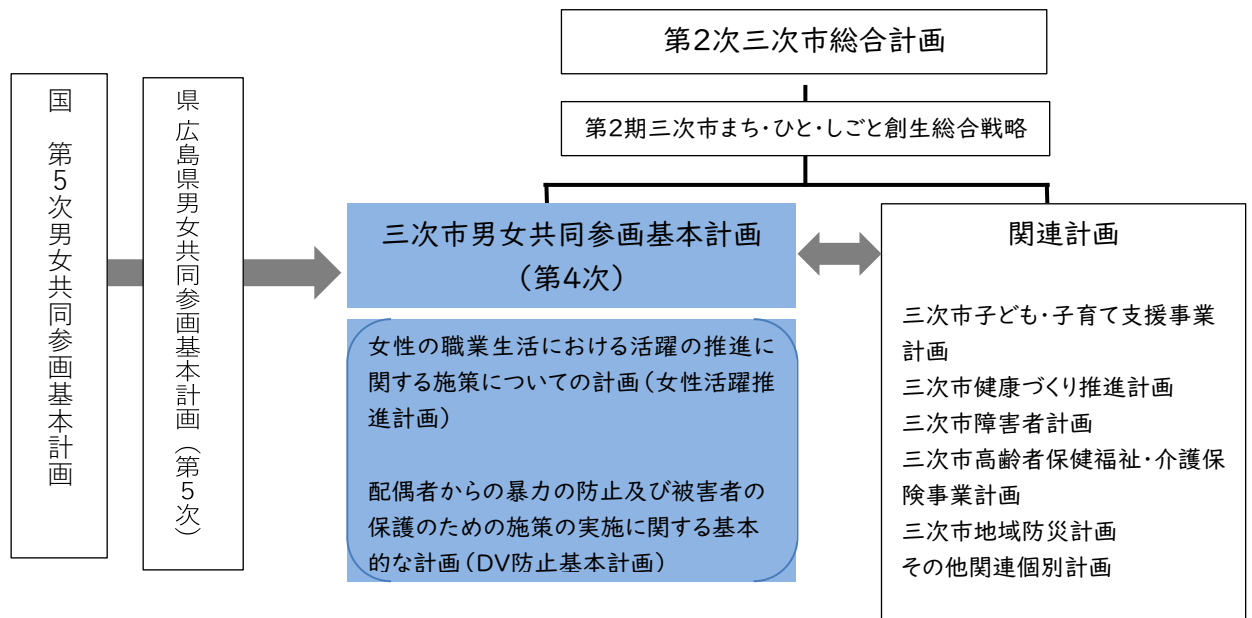 第2次三次市総合計画
第2期三次市まち・ひと・しごと創生総合戦略
国　第5次男女共同参画基本計画
県 広島県男女共同参画基本計画（第5次）
三次市男女共同参画基本計画
（第4次）
女性の職業生活における活躍の推進に
関する施策についての計画（女性活躍推
進計画）
配偶者からの暴力の防止及び被害者の
保護のための施策の実施に関する基本
的な計画（DV防止基本計画）
関連計画
三次市子ども・子育て支援事業
計画
三次市健康づくり推進計画
三次市障害者計画
三次市高齢者保健福祉・介護保
険事業計画
三次市地域防災計画
その他関連個別計画